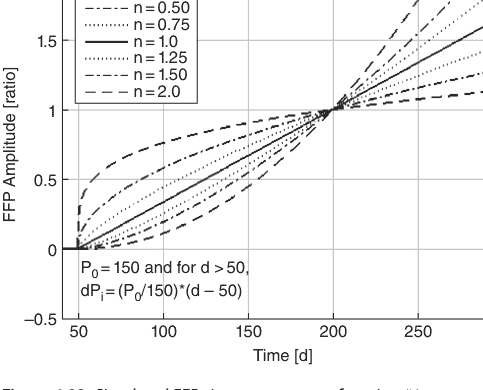 n = 0.50
n = 0.75
n = 1.0
n = 1.25
n = 1.50
n = 2.0
1.5
1
0.5
0
−0.5
FFP Amplitude [ratio]
P0 = 150 and for d > 50,
dPi = (P0/150)*(d − 50)
50
100
150
200
250
Time [d]